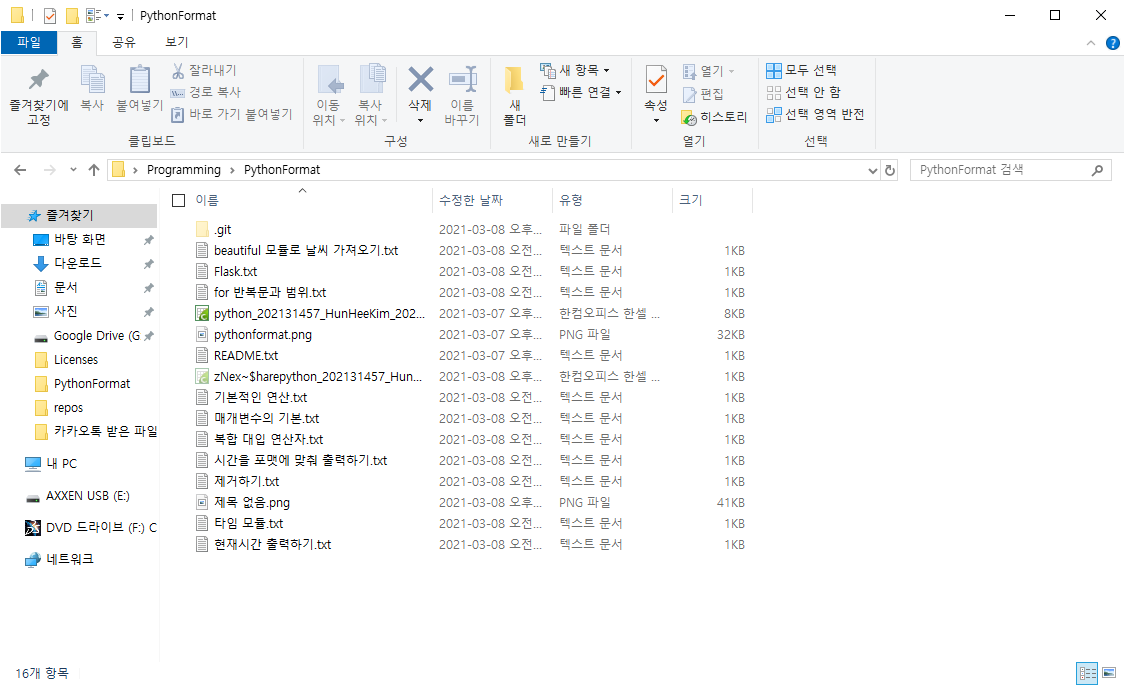 PythonFormat
파일 홈 공유 보기
즐겨찾기에 고정
복사
붙여넣기
잘라내기
경로 복사
바로 가기 붙여넣기
클립보드
이동 위치
복사 위치
삭제
이름 바꾸기
구성
새 폴더
새 항목
빠른 연결
새로 만들기
속성
열기
편집
히스토리
열기
모두 선택
선택 안 함
선택 영역 반전
선택
Programming > PythonFormat
PythonFormat 검색
즐겨찾기
바탕 화면
다운로드
문서
사진
Google Drive (G
Licenses
PythonFormat
repos
카카오톡 받은 파일
내 PC
AXXEN USB (E:)
DVD 드라이브 (F:) C
네트워크
이름 수정한 날짜 유형 크기
.git 2021-03-08 오후... 파일 폴더
beautiful 모듈로 날씨 가져오기.txt 2021-03-08 오전... 텍스트 문서 1KB
Flask.txt 2021-03-08 오전... 텍스트 문서 1KB
for 반복문과 범위.txt 2021-03-08 오전... 텍스트 문서 1KB
python_202131457_HunHeeKim_202... 2021-03-07 오후... 한컴오피스 한셀 ... 8KB
pythonformat.png 2021-03-07 오후... PNG 파일 32KB
README.txt 2021-03-07 오후... 텍스트 문서 1KB
zNex~$harepython_202131457_Hun... 2021-03-08 오후... 한컴오피스 한셀 ... 1KB
기본적인 연산.txt 2021-03-08 오전... 텍스트 문서 1KB
매개변수의 기본.txt 2021-03-08 오전... 텍스트 문서 1KB
복합 대입 연산자.txt 2021-03-08 오전... 텍스트 문서 1KB
시간을 포맷에 맞춰 출력하기.txt 2021-03-08 오전... 텍스트 문서 1KB
제거하기.txt 2021-03-08 오전... 텍스트 문서 1KB
제목 없음.png 2021-03-08 오후... PNG 파일 41KB
타임 모듈.txt 2021-03-08 오전... 텍스트 문서 1KB
현재시간 출력하기.txt 2021-03-08 오전... 텍스트 문서 1KB
16개 항목